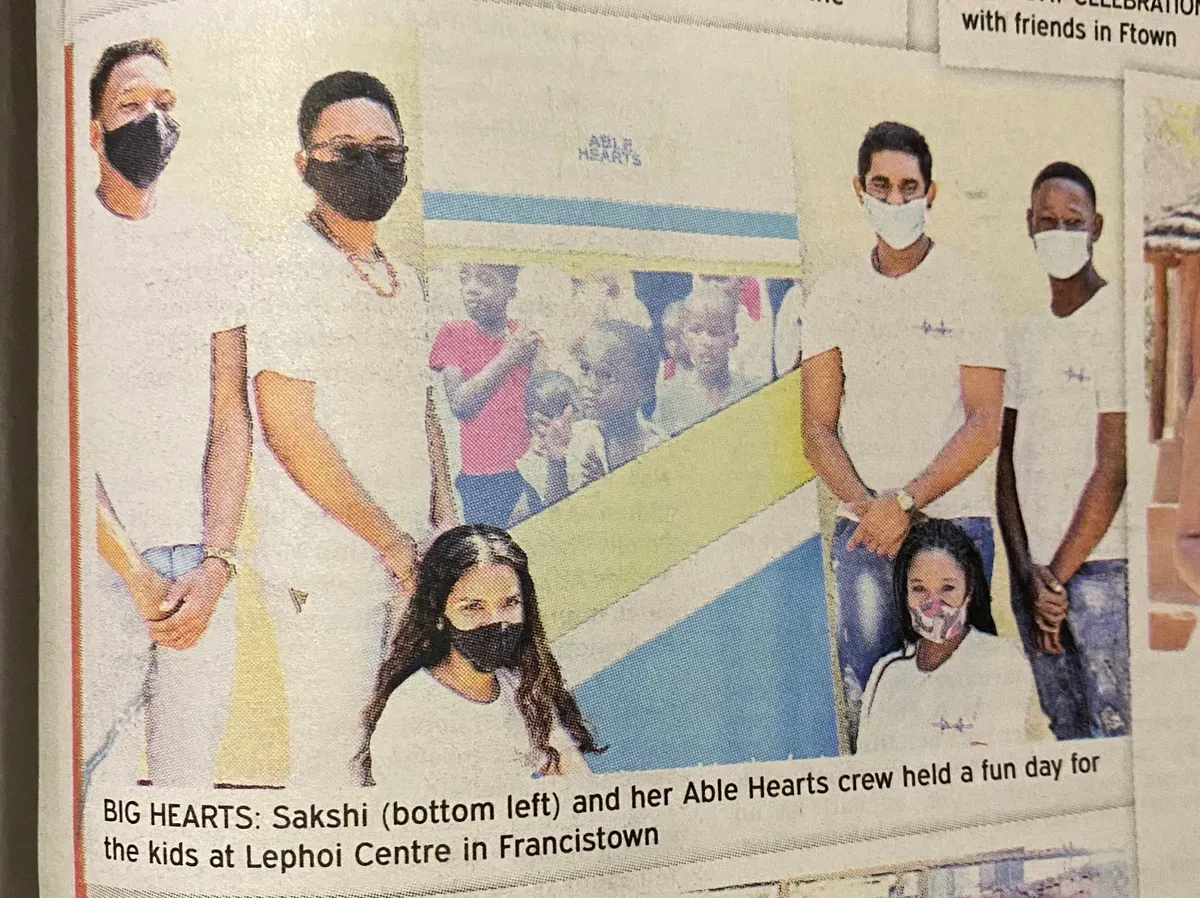 CELEBRATION
with friends in Ftown
ABLE
HEARTS
BIG HEARTS: Sakshi (bottom left) and her Able Hearts crew held a fun day for
the kids at Lephoi Centre in Francistown